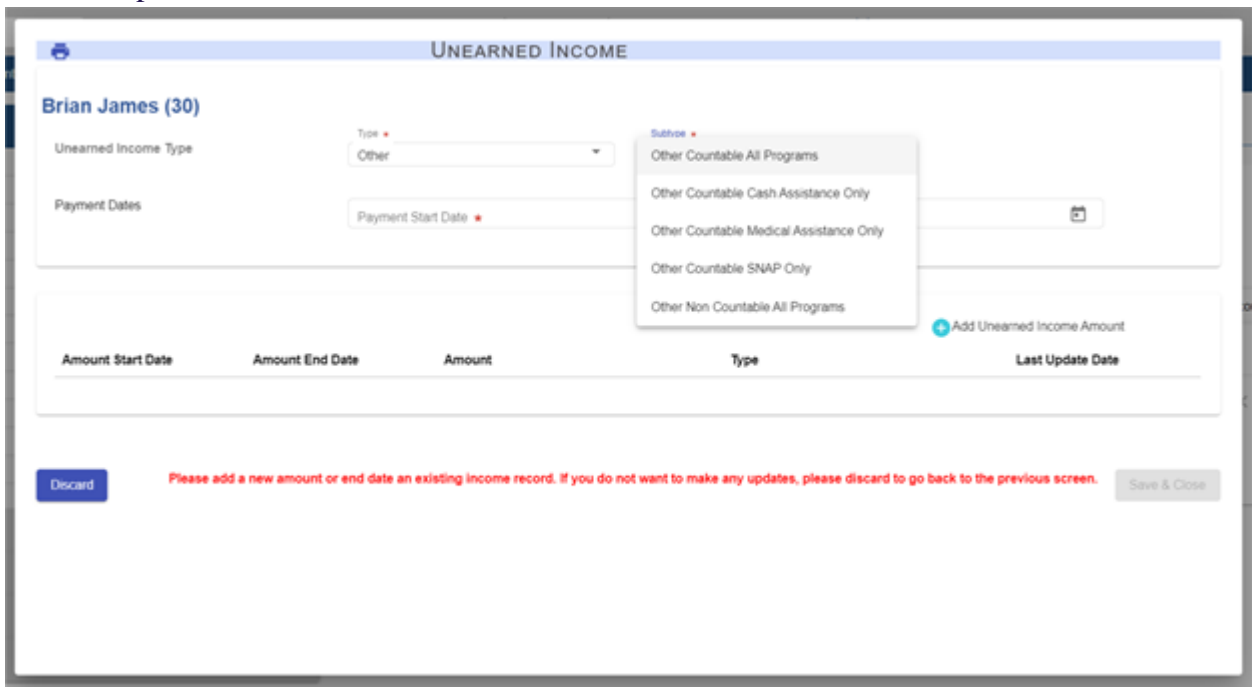 UNEARNED INCOME
Brian James (30)
Unearned Income Type
Type *
Other
Subtype *
Other Countable All Programs
Other Countable Cash Assistance Only
Other Countable Medical Assistance Only
Other Countable SNAP Only
Other Non Countable All Programs
Payment Dates
Payment Start Date *
Add Unearned Income Amount
Amount Start Date Amount End Date Amount Type Last Update Date
Discard
Please add a new amount or end date an existing income record. If you do not want to make any updates, please discard to go back to the previous screen.
Save & Close